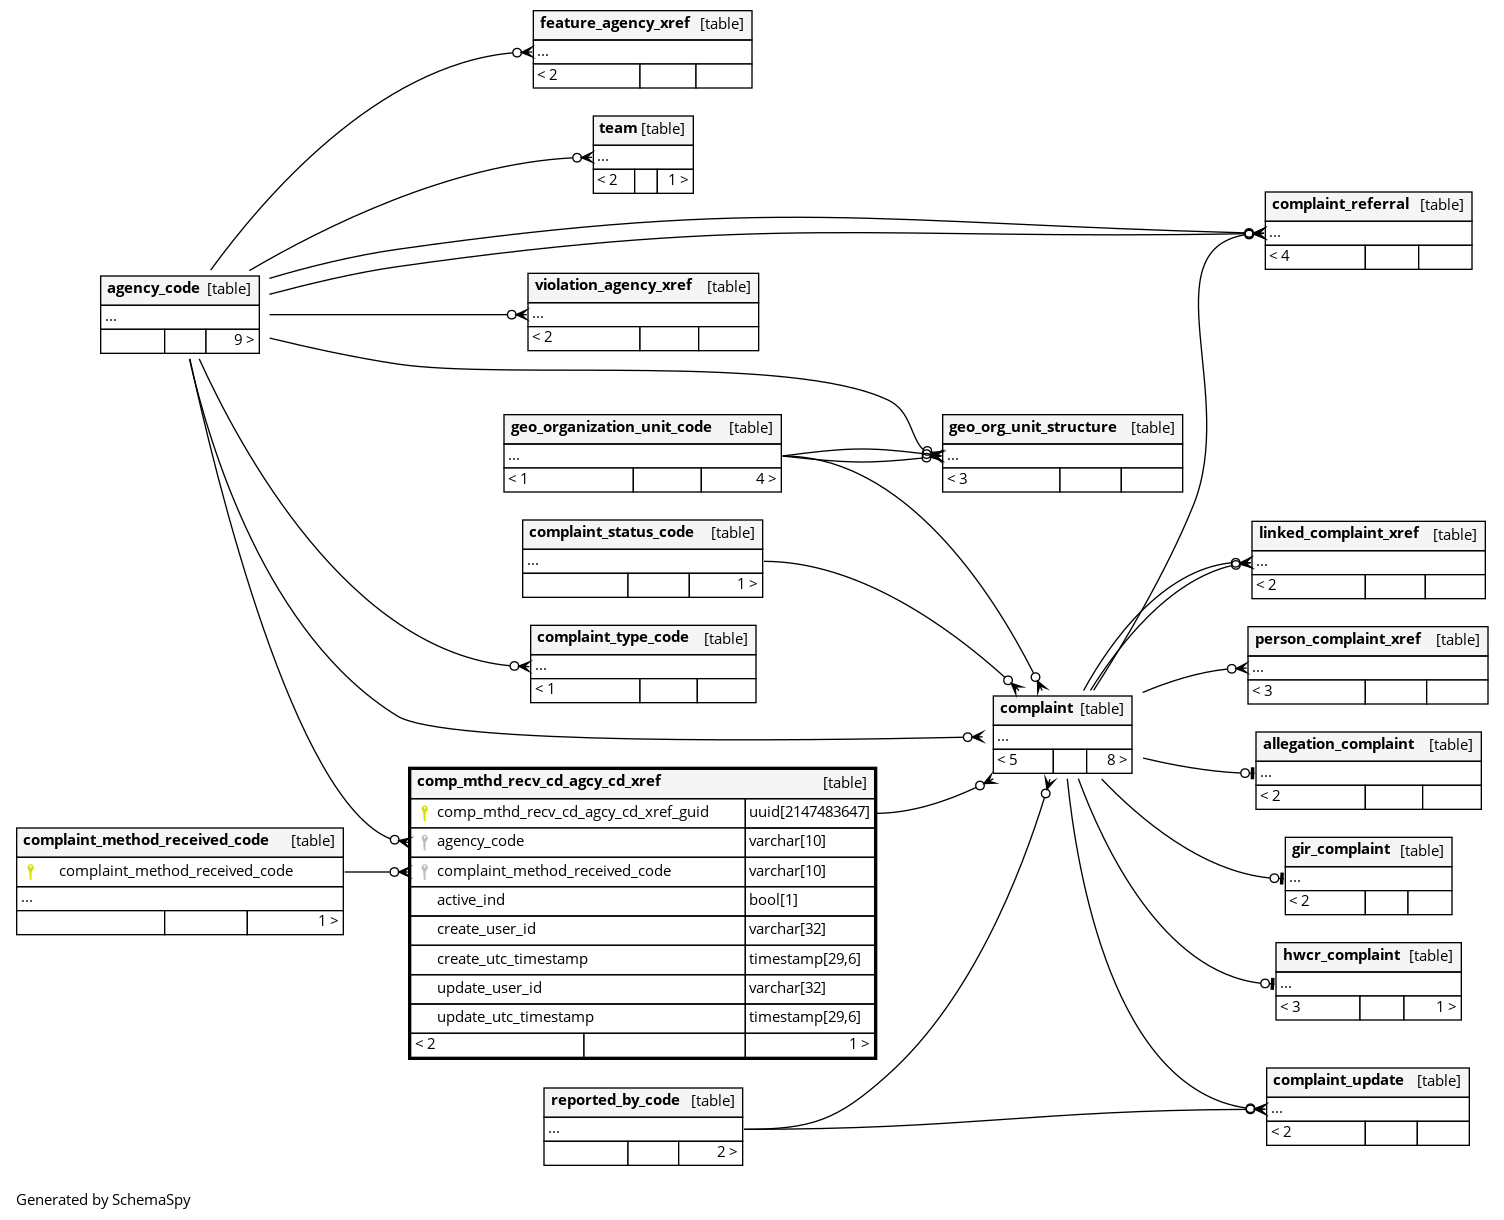 feature_agency_xref [table]
...
< 2
team [table]
...
< 2 1 >
complaint_referral [table]
...
< 4
agency_code [table]
...
9 >
violation_agency_xref [table]
...
< 2
geo_organization_unit_code [table]
...
< 1 4 >
geo_org_unit_structure [table]
...
< 3
complaint_status_code [table]
...
1 >
linked_complaint_xref [table]
...
< 2
complaint_type_code [table]
...
< 1
person_complaint_xref [table]
...
< 3
complaint [table]
...
< 5 8 >
allegation_complaint [table]
...
< 2
comp_mthd_recv_cd_agcy_cd_xref [table]
comp_mthd_recv_cd_agcy_cd_xref_guid uuid[2147483647]
agency_code varchar[10]
complaint_method_received_code varchar[10]
active_ind bool[1]
create_user_id varchar[32]
create_utc_timestamp timestamp[29,6]
update_user_id varchar[32]
update_utc_timestamp timestamp[29,6]
< 2 1 >
complaint_method_received_code [table]
complaint_method_received_code
...
1 >
gir_complaint [table]
...
< 2
hwcr_complaint [table]
...
< 3 1 >
complaint_update [table]
...
< 2
reported_by_code [table]
...
2 >
Generated by SchemaSpy